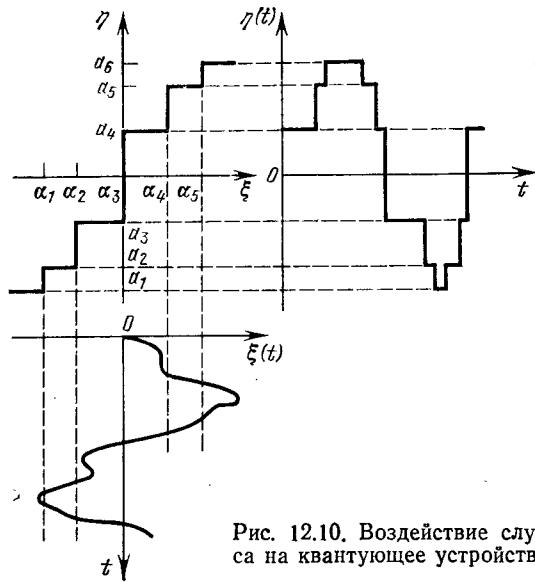 η η(t)
d₆
d₅
d₄
α₁ α₂ α₃ α₄ α₅ ξ 0 t
d₃
d₂
d₁
0 ξ(t)
t
Рис. 12.10. Воздействие слу
са на квантующее устройств